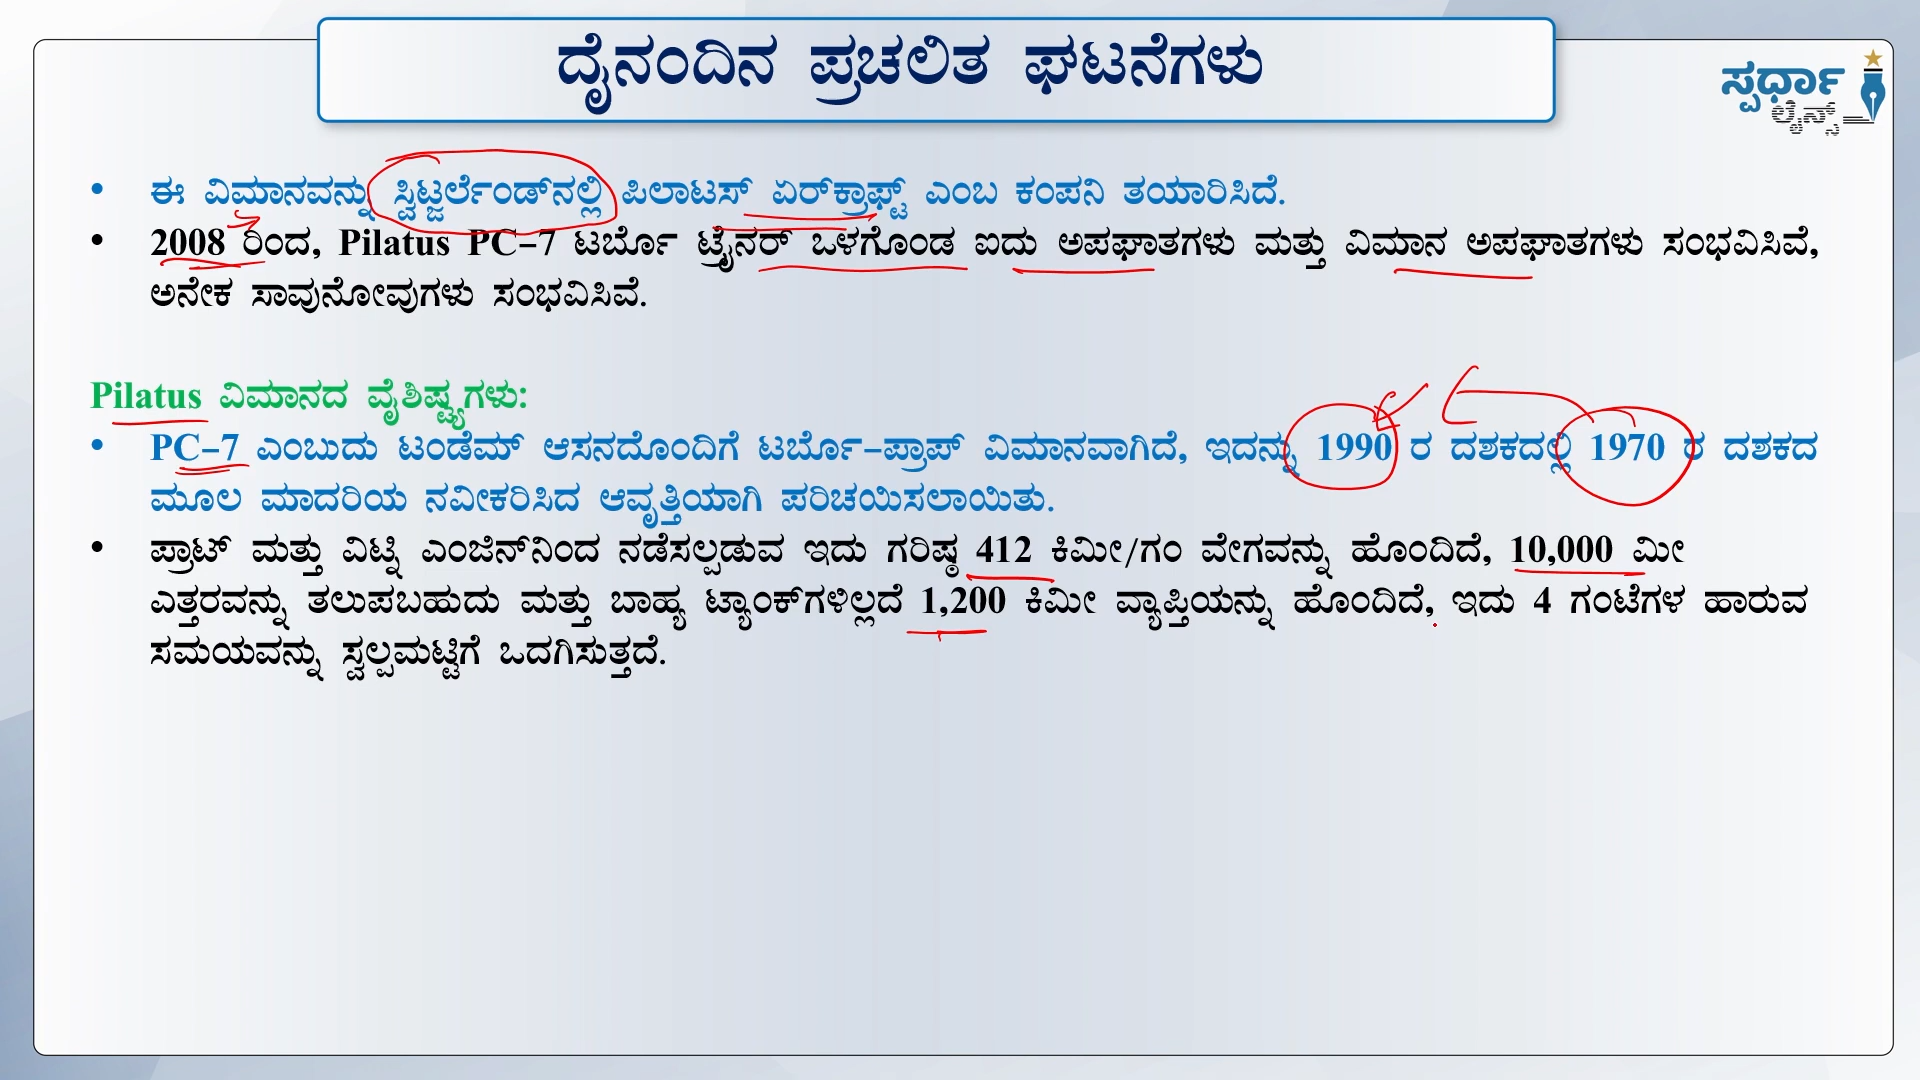 ದೈನಂದಿನ ಪ್ರಚಲಿತ ಘಟನೆಗಳು
ಸ್ಪರ್ಧಾ
ಲೈನ್ಸ್
• ಈ ವಿಮಾನವನ್ನು ಸ್ವಿಟ್ಜರ್ಲೆಂಡ್‌ನಲ್ಲಿ ಪಿಲಾಟಸ್ ಏರ್‌ಕ್ರಾಫ್ಟ್ ಎಂಬ ಕಂಪನಿ ತಯಾರಿಸಿದೆ.
• 2008 ರಿಂದ, Pilatus PC-7 ಟರ್ಬೊ ಟ್ರೈನರ್ ಒಳಗೊಂಡ ಐದು ಅಪಘಾತಗಳು ಮತ್ತು ವಿಮಾನ ಅಪಘಾತಗಳು ಸಂಭವಿಸಿವೆ,
ಅನೇಕ ಸಾವುನೋವುಗಳು ಸಂಭವಿಸಿವೆ.
Pilatus ವಿಮಾನದ ವೈಶಿಷ್ಟ್ಯಗಳು:
• PC-7 ಎಂಬುದು ಟಂಡೆಮ್ ಆಸನದೊಂದಿಗೆ ಟರ್ಬೊ-ಪ್ರಾಪ್ ವಿಮಾನವಾಗಿದೆ, ಇದನ್ನು 1990 ರ ದಶಕದಲ್ಲಿ 1970 ರ ದಶಕದ
ಮೂಲ ಮಾದರಿಯ ನವೀಕರಿಸಿದ ಆವೃತ್ತಿಯಾಗಿ ಪರಿಚಯಿಸಲಾಯಿತು.
• ಪ್ರಾಟ್ ಮತ್ತು ವಿಟ್ನಿ ಎಂಜಿನ್‌ನಿಂದ ನಡೆಸಲ್ಪಡುವ ಇದು ಗರಿಷ್ಠ 412 ಕಿಮೀ/ಗಂ ವೇಗವನ್ನು ಹೊಂದಿದೆ, 10,000 ಮೀ
ಎತ್ತರವನ್ನು ತಲುಪಬಹುದು ಮತ್ತು ಬಾಹ್ಯ ಟ್ಯಾಂಕ್‌ಗಳಿಲ್ಲದೆ 1,200 ಕಿಮೀ ವ್ಯಾಪ್ತಿಯನ್ನು ಹೊಂದಿದೆ, ಇದು 4 ಗಂಟೆಗಳ ಹಾರುವ
ಸಮಯವನ್ನು ಸ್ವಲ್ಪಮಟ್ಟಿಗೆ ಒದಗಿಸುತ್ತದೆ.